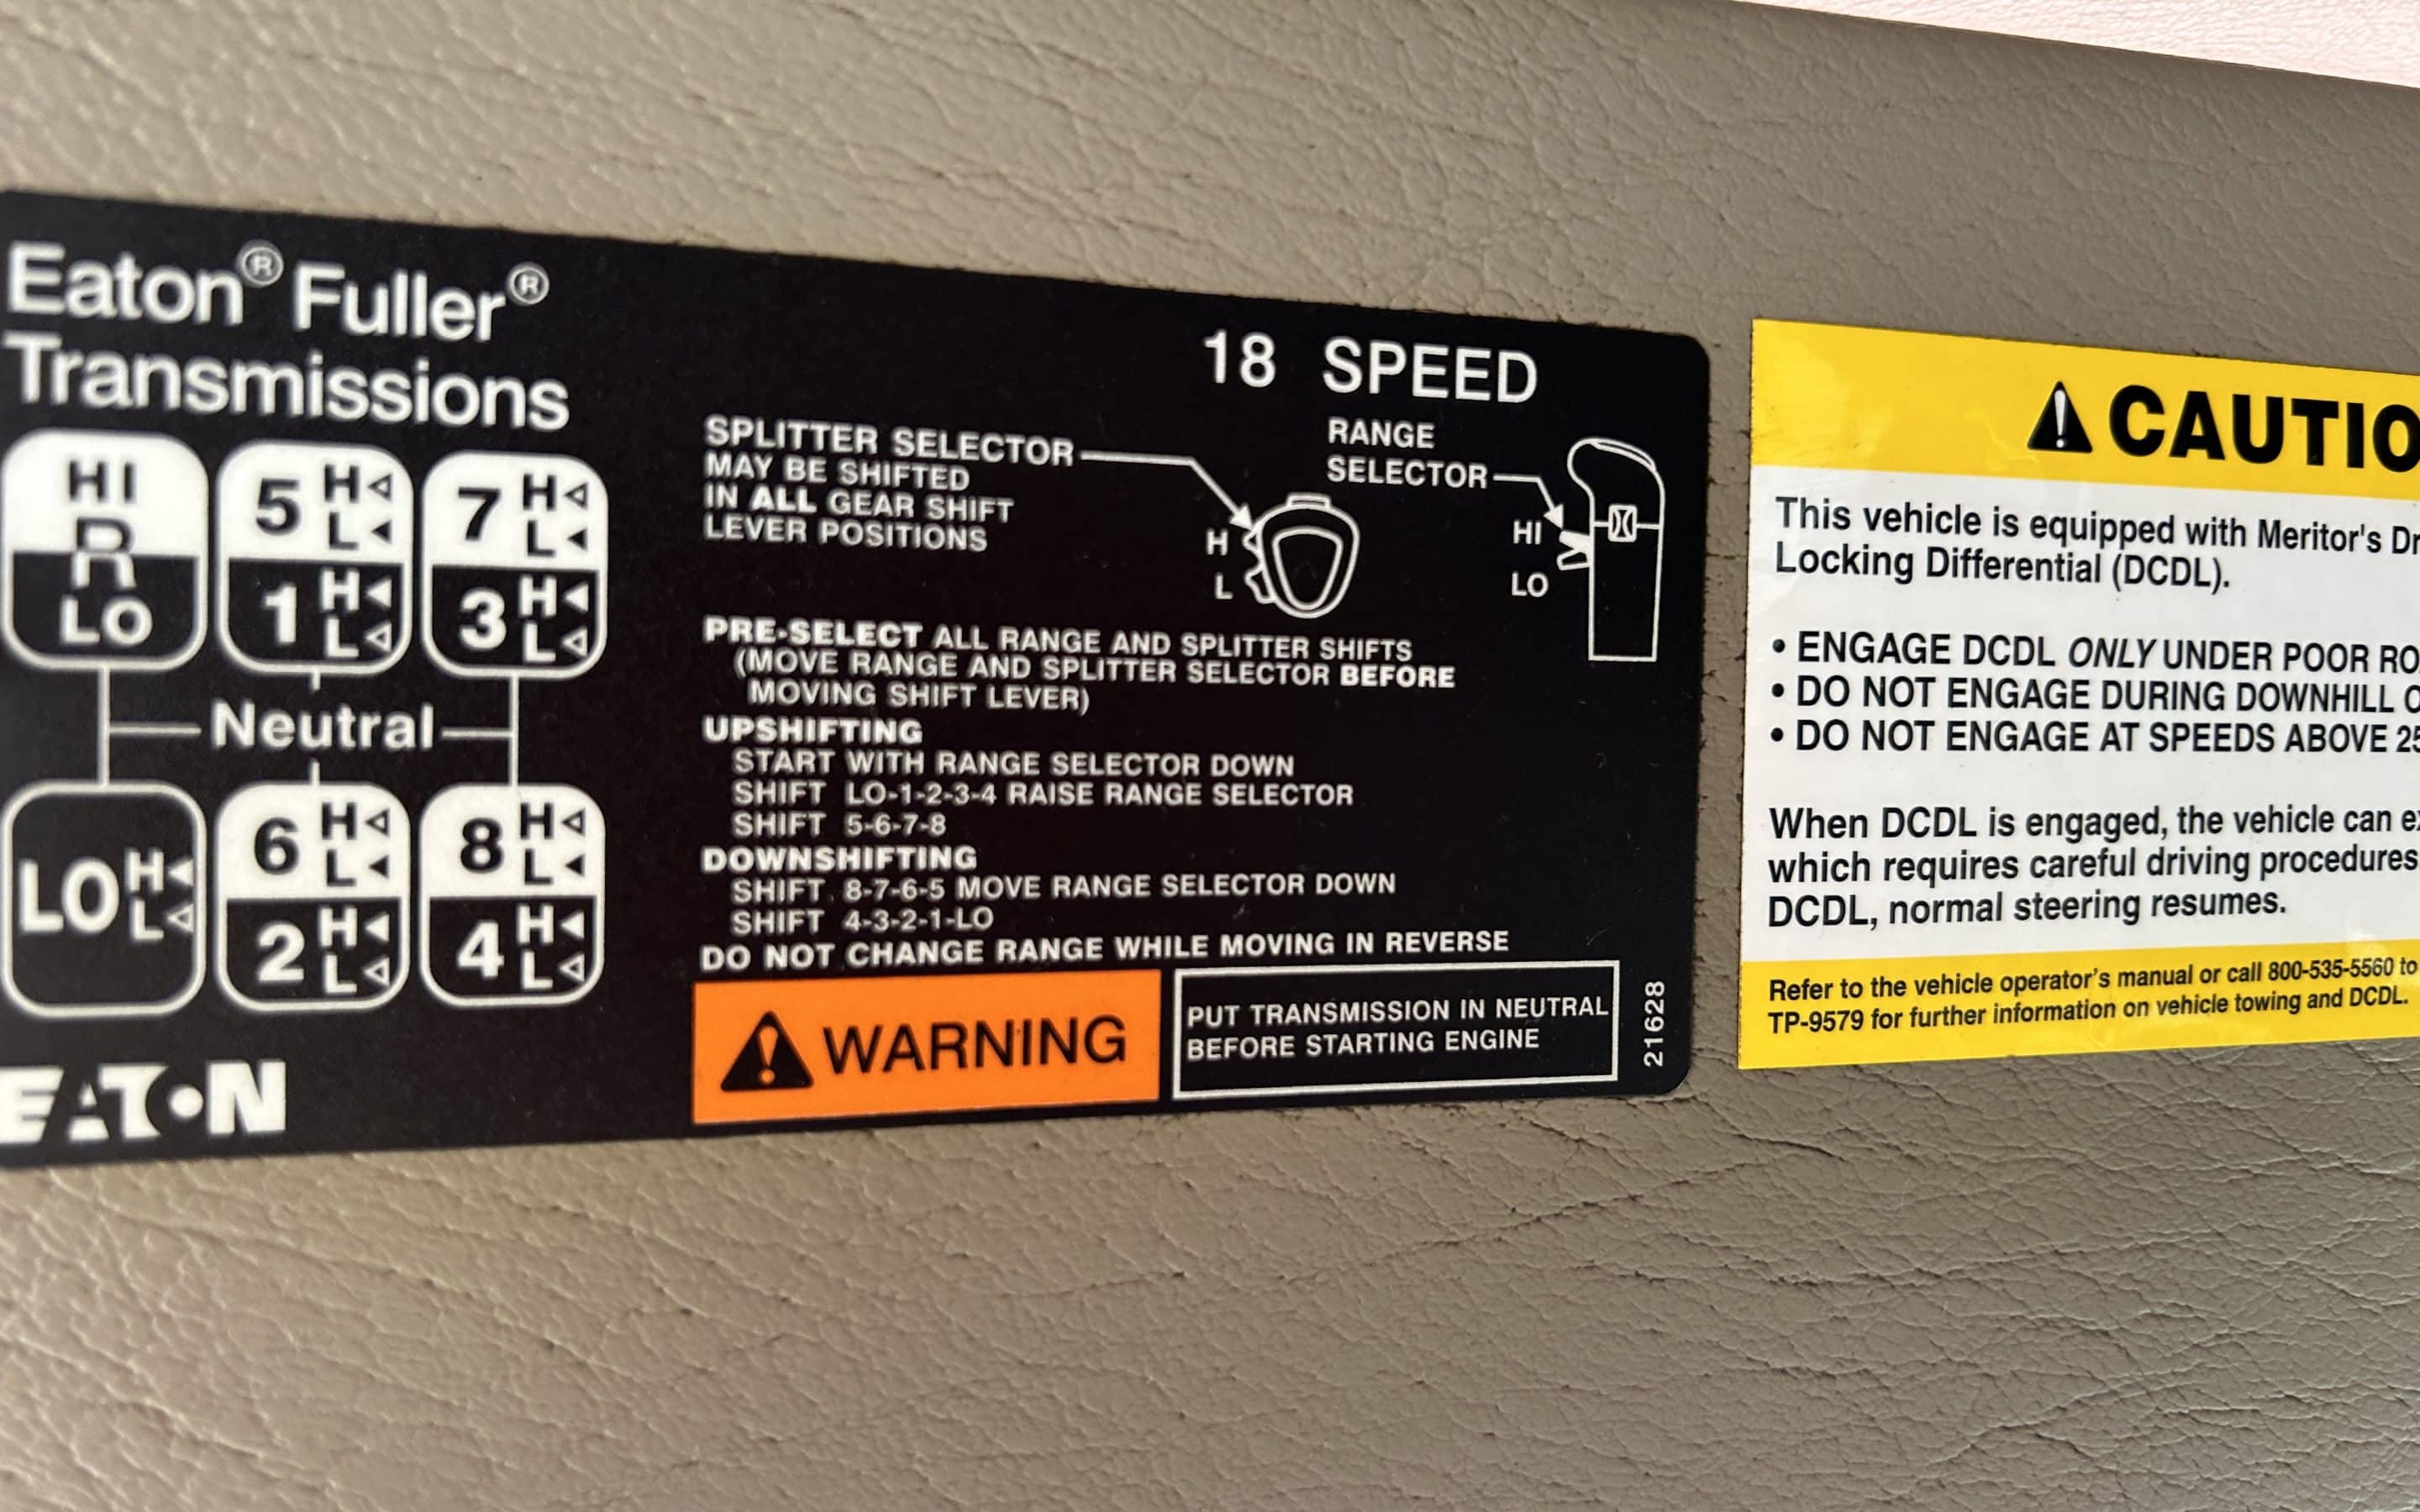 Eaton® Fuller®
Transmissions
HI
R
LO
5 H
L
1 H
L
7 H
L
3 H
L
Neutral
LO H
L
6 H
L
2 H
L
8 H
L
4 H
L
EATON
18 SPEED
SPLITTER SELECTOR
MAY BE SHIFTED
IN ALL GEAR SHIFT
LEVER POSITIONS
H
L
RANGE
SELECTOR
HI
LO
PRE-SELECT ALL RANGE AND SPLITTER SHIFTS
(MOVE RANGE AND SPLITTER SELECTOR BEFORE
MOVING SHIFT LEVER)
UPSHIFTING
START WITH RANGE SELECTOR DOWN
SHIFT LO-1-2-3-4 RAISE RANGE SELECTOR
SHIFT 5-6-7-8
DOWNSHIFTING
SHIFT 8-7-6-5 MOVE RANGE SELECTOR DOWN
SHIFT 4-3-2-1-LO
DO NOT CHANGE RANGE WHILE MOVING IN REVERSE
WARNING
PUT TRANSMISSION IN NEUTRAL
BEFORE STARTING ENGINE
21628
CAUTIO
This vehicle is equipped with Meritor's Dr
Locking Differential (DCDL).
• ENGAGE DCDL ONLY UNDER POOR RO
• DO NOT ENGAGE DURING DOWNHILL O
• DO NOT ENGAGE AT SPEEDS ABOVE 25
When DCDL is engaged, the vehicle can e
which requires careful driving procedures
DCDL, normal steering resumes.
Refer to the vehicle operator's manual or call 800-535-5560 to
TP-9579 for further information on vehicle towing and DCDL.